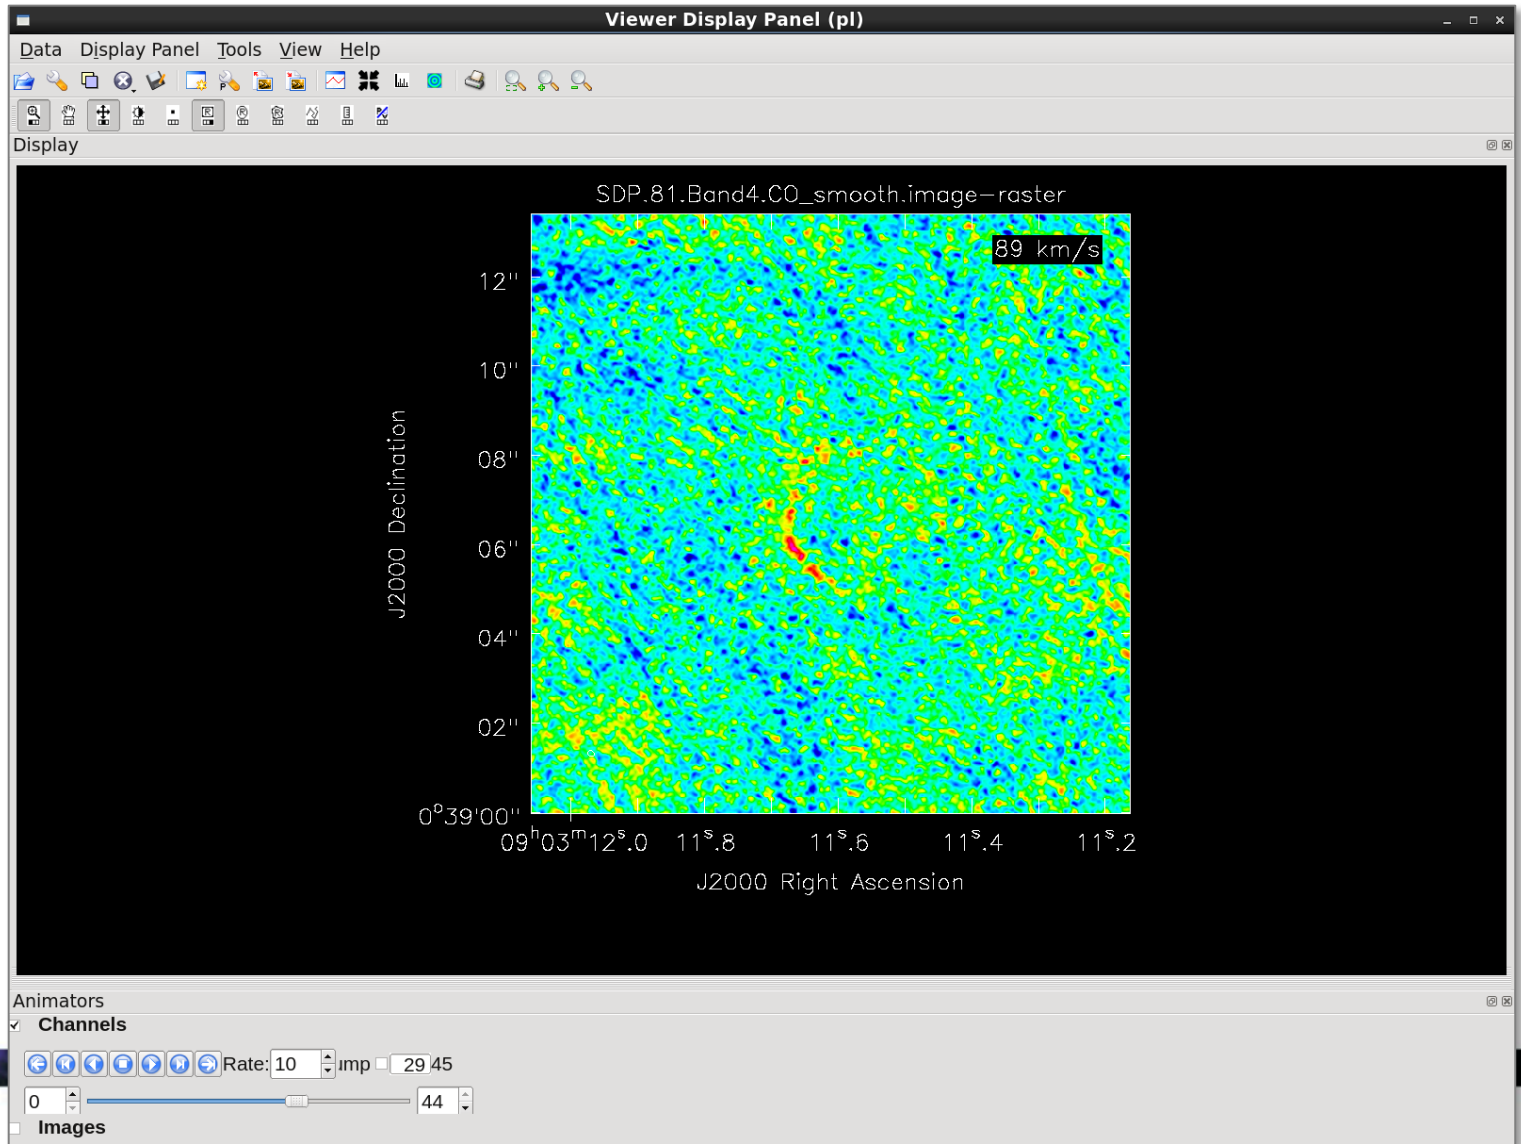 Viewer Display Panel (pl)
Data Display Panel Tools View Help
Display
SDP.81.Band4.CO_smooth.image-raster
89 km/s
12"
10"
08"
06"
04"
02"
0°39'00"
J2000 Declination
09h03m12s.0 11s.8 11s.6 11s.4 11s.2
J2000 Right Ascension
Animators
Channels
Rate: 10 ump 29 45
0 44
Images